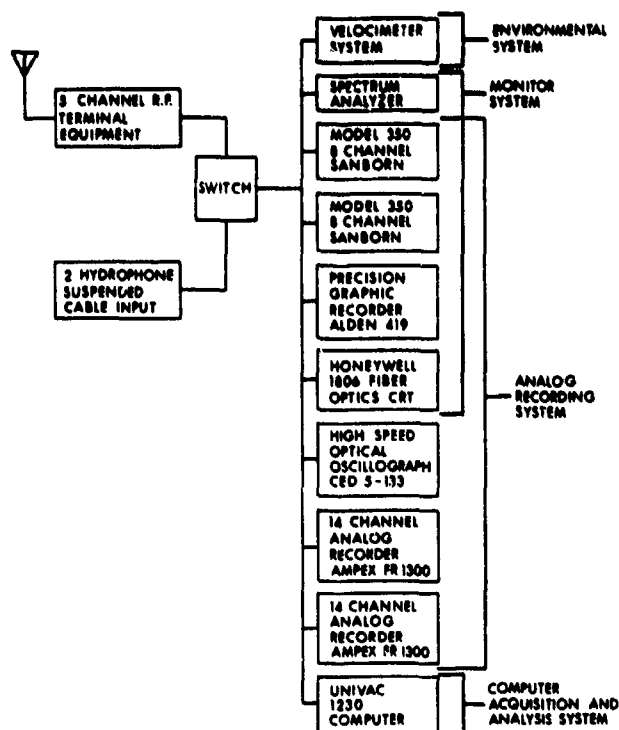 VELOCIMETER
SYSTEM
ENVIRONMENTAL
SYSTEM
SPECTRUM
ANALYZER
MONITOR
SYSTEM
3 CHANNEL R.F.
TERMINAL
EQUIPMENT
MODEL 350
8 CHANNEL
SANBORN
SWITCH
MODEL 350
8 CHANNEL
SANBORN
2 HYDROPHONE
SUSPENDED
CABLE INPUT
PRECISION
GRAPHIC
RECORDER
ALDEN 419
HONEYWELL
1806 FIBER
OPTICS CRT
ANALOG
RECORDING
SYSTEM
HIGH SPEED
OPTICAL
OSCILLOGRAPH
CED 5-133
14 CHANNEL
ANALOG
RECORDER
AMPEX FR 1300
14 CHANNEL
ANALOG
RECORDER
AMPEX FR 1300
UNIVAC
1230
COMPUTER
COMPUTER
ACQUISITION AND
ANALYSIS SYSTEM